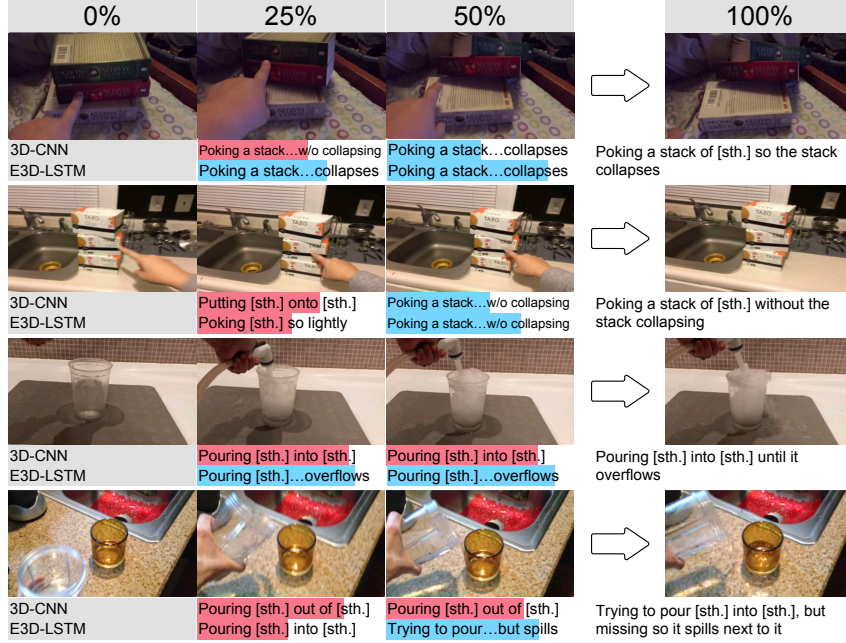 0% 25% 50% 100%
3D-CNN Poking a stack…w/o collapsing Poking a stack…collapses
E3D-LSTM Poking a stack…collapses Poking a stack…collapses
Poking a stack of [sth.] so the stack
collapses
TAZO
TAZO
TAZO
TAZO
3D-CNN Putting [sth.] onto [sth.] Poking a stack…w/o collapsing
E3D-LSTM Poking [sth.] so lightly Poking a stack…w/o collapsing
Poking a stack of [sth.] without the
stack collapsing
3D-CNN Pouring [sth.] into [sth.] Pouring [sth.] into [sth.]
E3D-LSTM Pouring [sth.]…overflows Pouring [sth.]…overflows
Pouring [sth.] into [sth.] until it
overflows
3D-CNN Pouring [sth.] out of [sth.] Pouring [sth.] out of [sth.]
E3D-LSTM Pouring [sth.] into [sth.] Trying to pour…but spills
Trying to pour [sth.] into [sth.], but
missing so it spills next to it